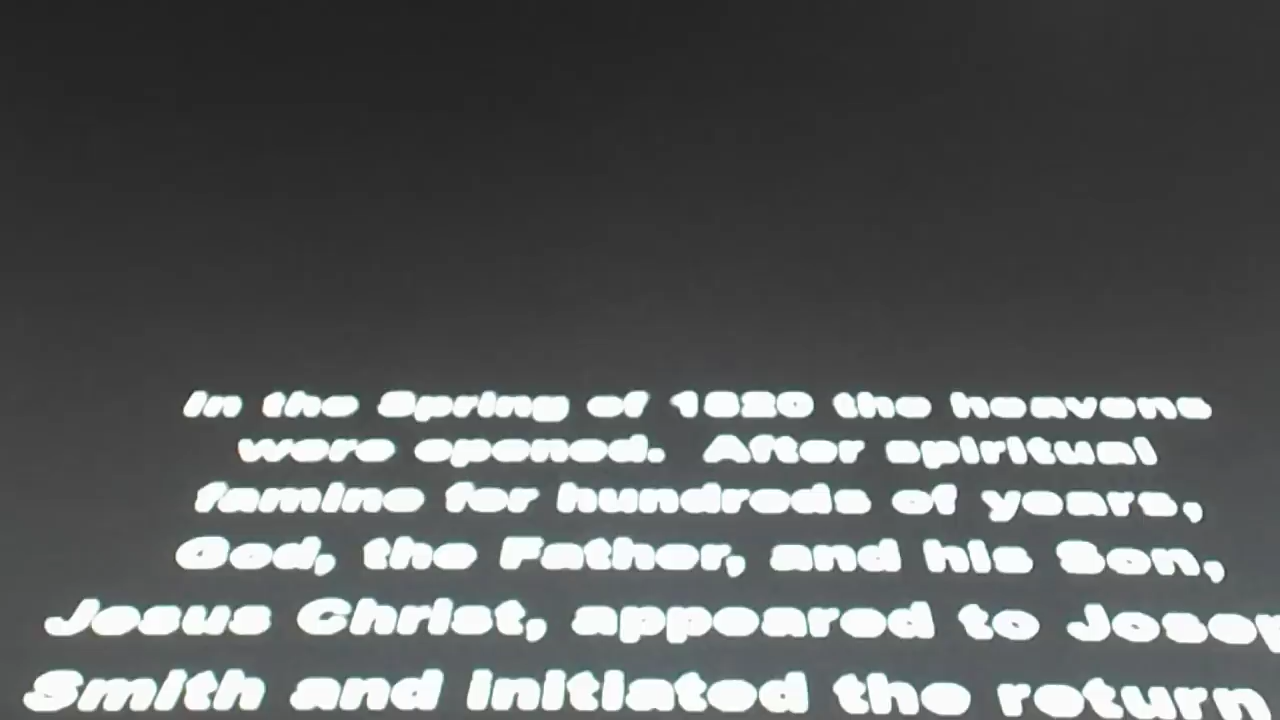 In the Spring of 1820 the heavens
were opened. After spiritual
famine for hundreds of years,
God, the Father, and his Son,
Jesus Christ, appeared to Josep
Smith and initiated the return